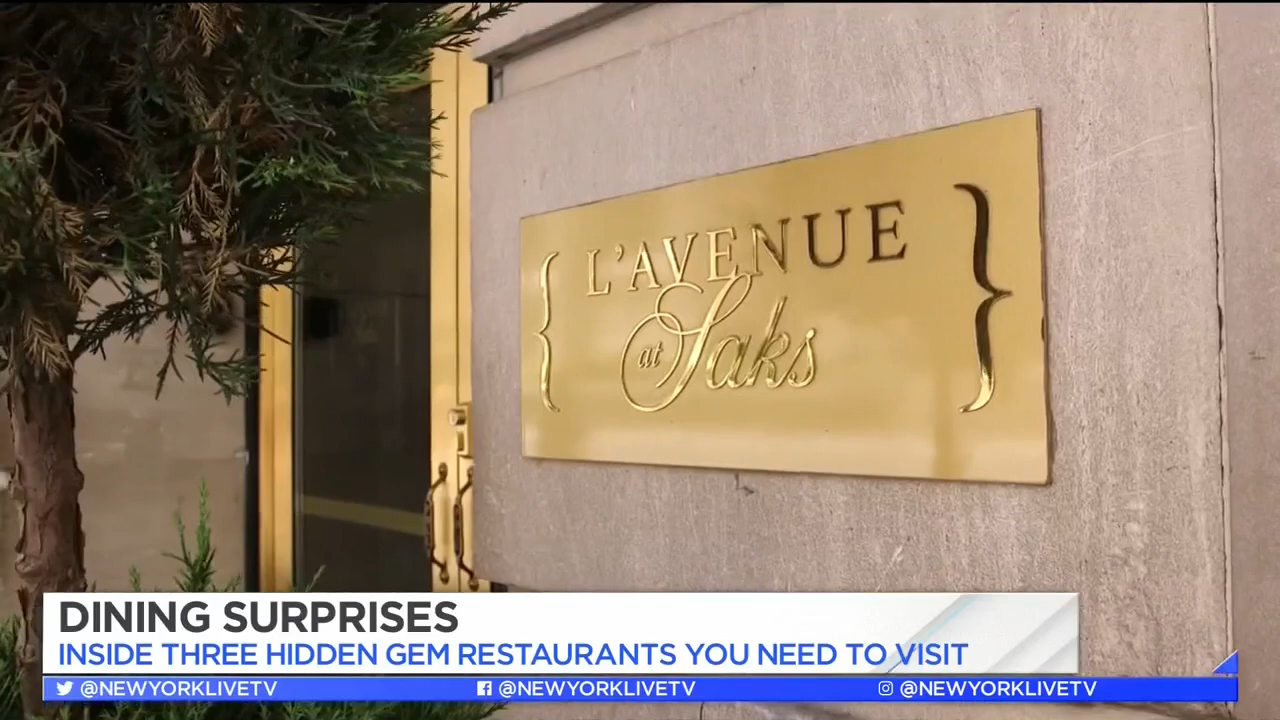 { L'AVENUE }
at Saks
DINING SURPRISES
INSIDE THREE HIDDEN GEM RESTAURANTS YOU NEED TO VISIT
@NEWYORKLIVETV @NEWYORKLIVETV @NEWYORKLIVETV